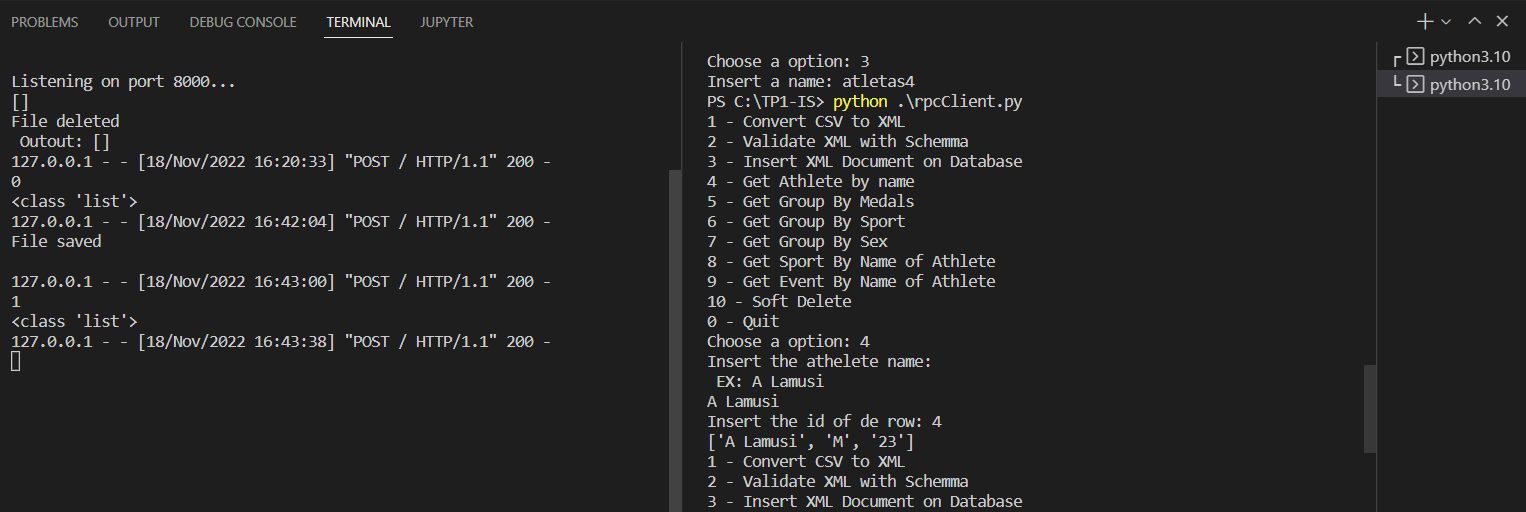 PROBLEMS OUTPUT DEBUG CONSOLE TERMINAL JUPYTER
Listening on port 8000...
[]
File deleted
Outout: []
127.0.0.1 - - [18/Nov/2022 16:20:33] "POST / HTTP/1.1" 200 -
0
<class 'list'>
127.0.0.1 - - [18/Nov/2022 16:42:04] "POST / HTTP/1.1" 200 -
File saved
127.0.0.1 - - [18/Nov/2022 16:43:00] "POST / HTTP/1.1" 200 -
1
<class 'list'>
127.0.0.1 - - [18/Nov/2022 16:43:38] "POST / HTTP/1.1" 200 -
Choose a option: 3
Insert a name: atletas4
PS C:\TP1-IS> python .\rpcClient.py
1 - Convert CSV to XML
2 - Validate XML with Schemma
3 - Insert XML Document on Database
4 - Get Athlete by name
5 - Get Group By Medals
6 - Get Group By Sport
7 - Get Group By Sex
8 - Get Sport By Name of Athlete
9 - Get Event By Name of Athlete
10 - Soft Delete
0 - Quit
Choose a option: 4
Insert the athelete name:
EX: A Lamusi
A Lamusi
Insert the id of de row: 4
['A Lamusi', 'M', '23']
1 - Convert CSV to XML
2 - Validate XML with Schemma
3 - Insert XML Document on Database
python3.10
python3.10